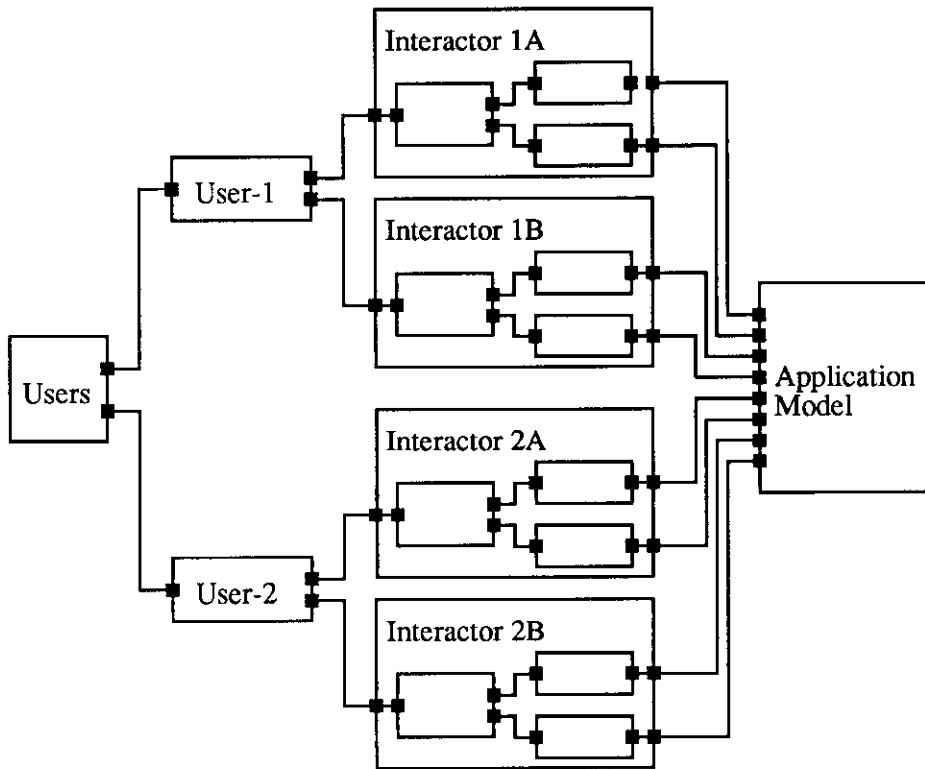 Interactor 1A
User-1
Interactor 1B
Users
Application
Model
Interactor 2A
User-2
Interactor 2B